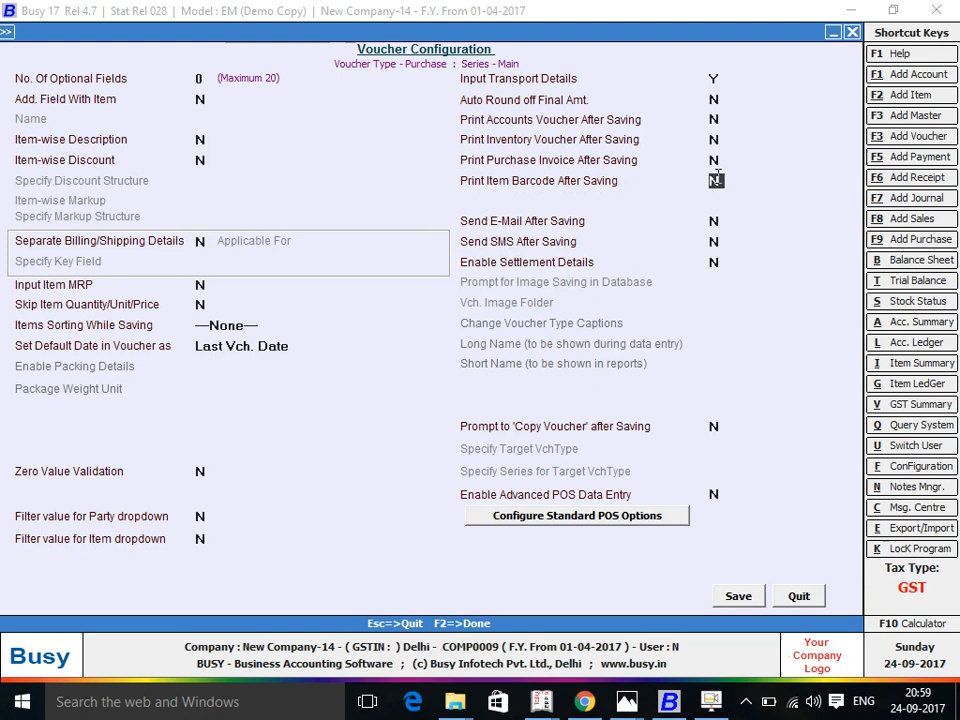 Busy 17 Rel 4.7 | Stat Rel 028 | Model : EM (Demo Copy) | New Company-14 - F.Y. From 01-04-2017
>>
Voucher Configuration
Voucher Type - Purchase ; Series - Main
No. Of Optional Fields 0 (Maximum 20)
Add. Field With Item N
Name
Item-wise Description N
Item-wise Discount N
Specify Discount Structure
Item-wise Markup
Specify Markup Structure
Separate Billing/Shipping Details N Applicable For
Specify Key Field
Input Item MRP N
Skip Item Quantity/Unit/Price N
Items Sorting While Saving —None—
Set Default Date in Voucher as Last Vch. Date
Enable Packing Details
Package Weight Unit
Zero Value Validation N
Filter value for Party dropdown N
Filter value for Item dropdown N
Input Transport Details Y
Auto Round off Final Amt. N
Print Accounts Voucher After Saving N
Print Inventory Voucher After Saving N
Print Purchase Invoice After Saving N
Print Item Barcode After Saving N
Send E-Mail After Saving N
Send SMS After Saving N
Enable Settlement Details N
Prompt for Image Saving in Database
Vch. Image Folder
Change Voucher Type Captions
Long Name (to be shown during data entry)
Short Name (to be shown in reports)
Prompt to 'Copy Voucher' after Saving N
Specify Target VchType
Specify Series for Target VchType
Enable Advanced POS Data Entry N
Configure Standard POS Options
Save Quit
Esc=>Quit F2=>Done
Shortcut Keys
F1 Help
F1 Add Account
F2 Add Item
F3 Add Master
F3 Add Voucher
F5 Add Payment
F6 Add Receipt
F7 Add Journal
F8 Add Sales
F9 Add Purchase
B Balance Sheet
T Trial Balance
S Stock Status
A Acc. Summary
L Acc. Ledger
I Item Summary
G Item LedGer
V GST Summary
Q Query System
U Switch User
F ConFiguration
N Notes Mngr.
C Msg. Centre
E Export/Import
K LocK Program
Tax Type:
GST
F10 Calculator
Busy
Company : New Company-14 - ( GSTIN : ) Delhi - COMP0009 ( F.Y. From 01-04-2017 ) - User : N
BUSY - Business Accounting Software ; (c) Busy Infotech Pvt. Ltd., Delhi ; www.busy.in
Your
Company
Logo
Sunday
24-09-2017
Search the web and Windows
ENG
20:59
24-09-2017